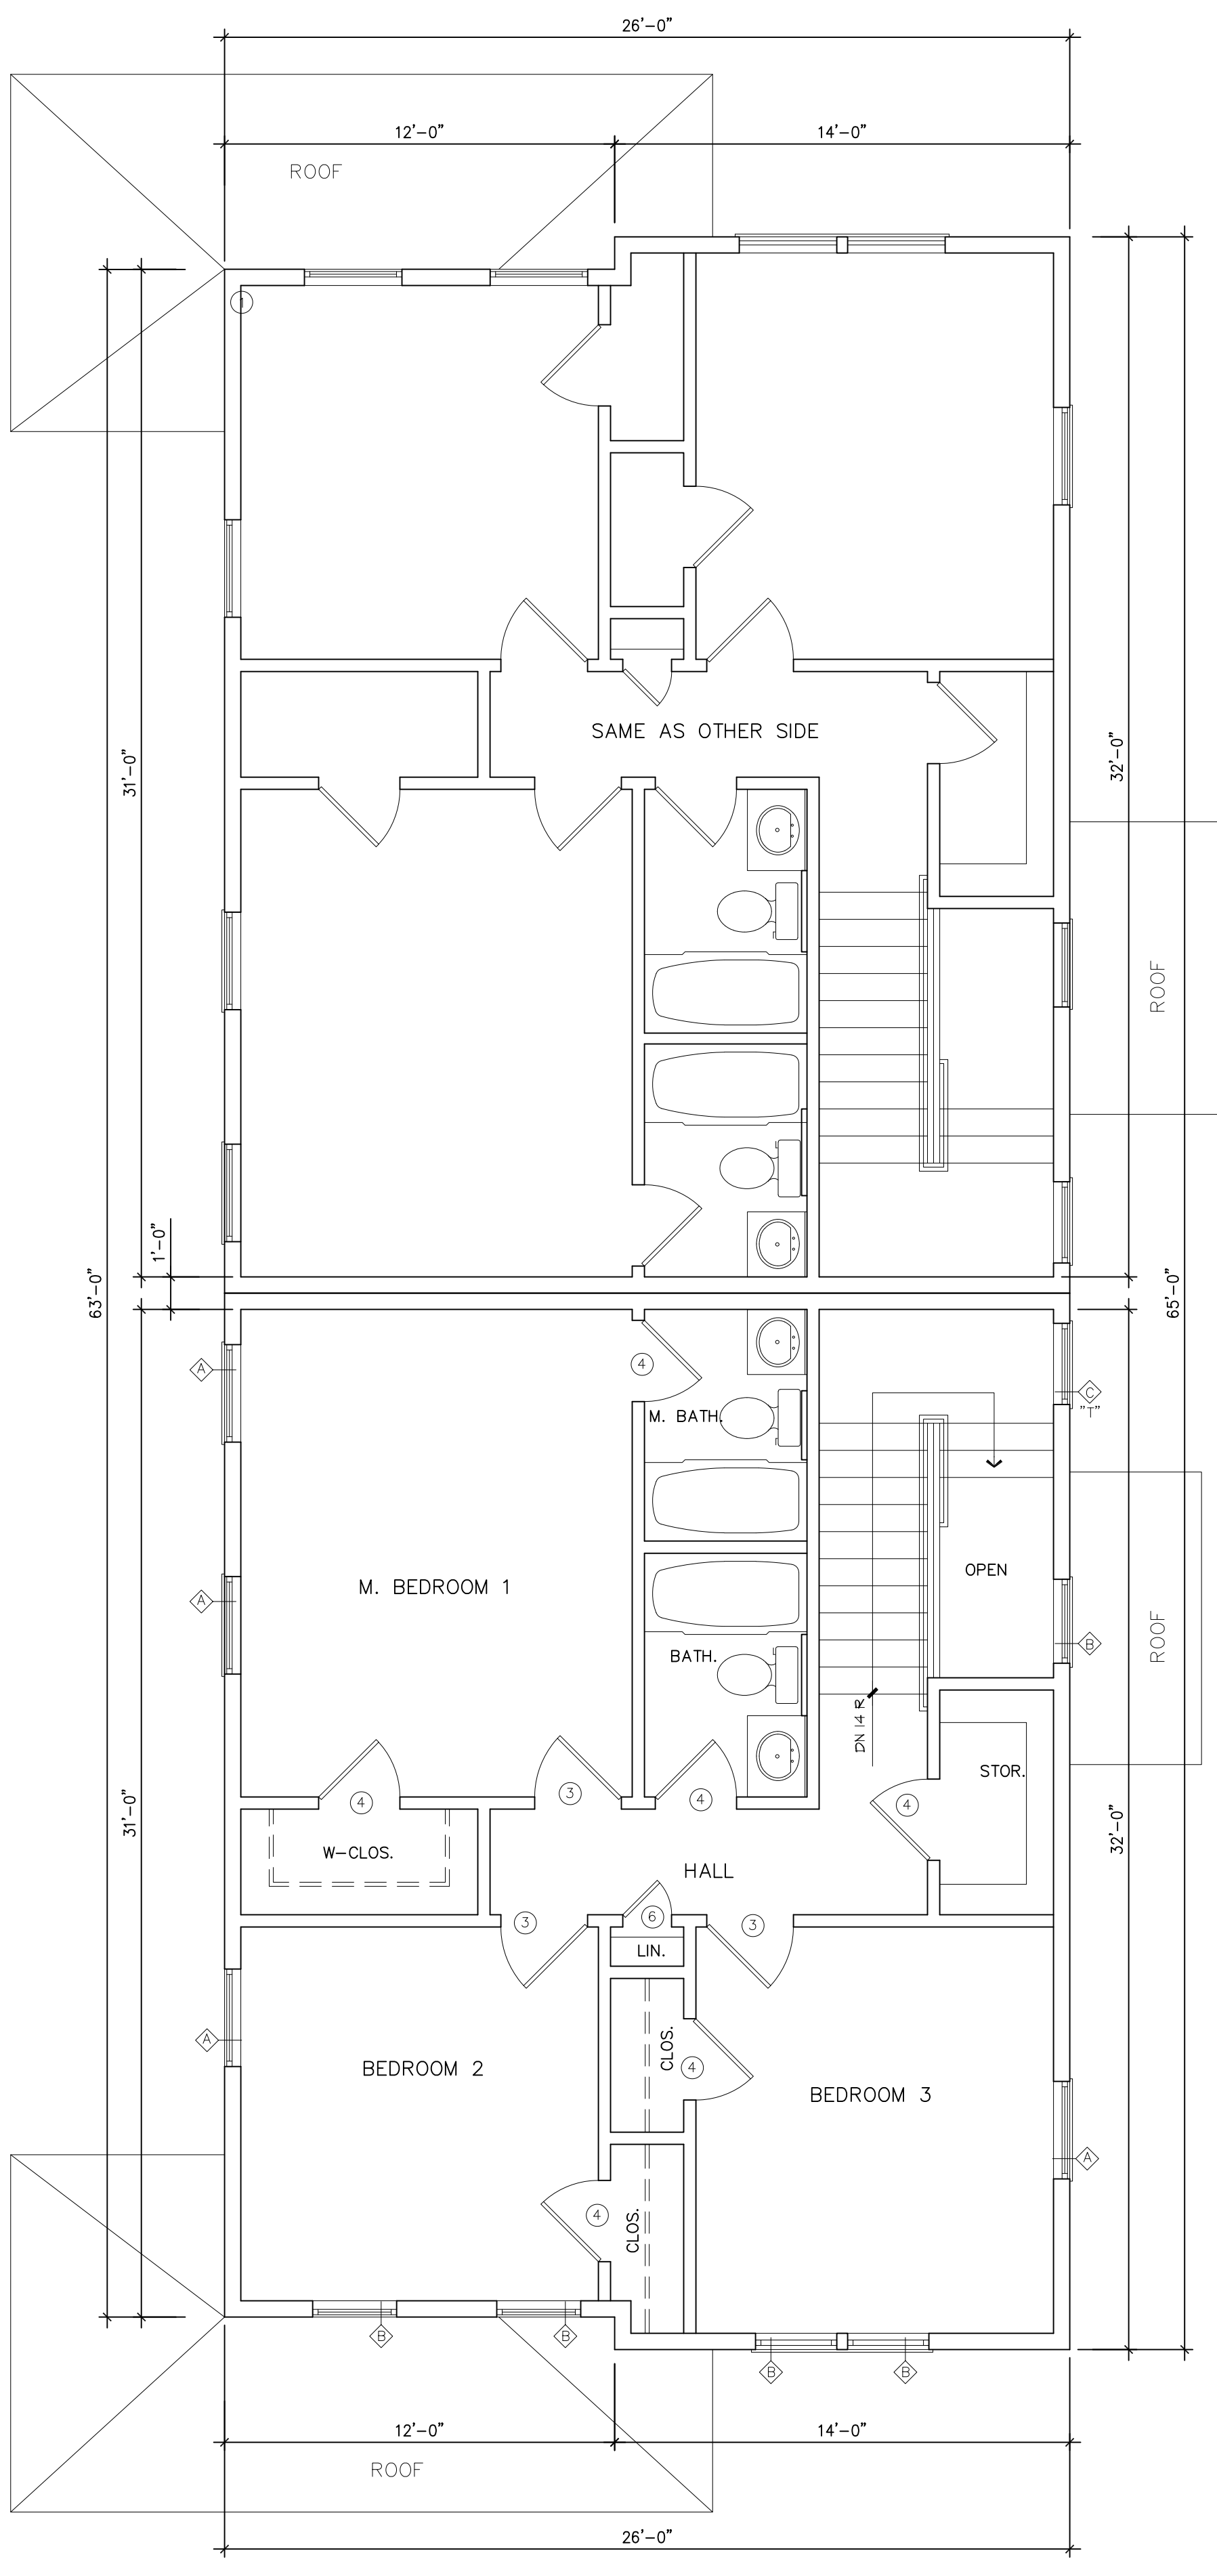 26'-0"
12'-0"
14'-0"
ROOF
1
SAME AS OTHER SIDE
31'-0"
32'-0"
ROOF
1'-0"
63'-0"
65'-0"
A
4
C
"T"
M. BATH.
A
M. BEDROOM 1
OPEN
B
ROOF
BATH.
DN 14 R
STOR.
3
4
4
4
31'-0"
32'-0"
W-CLOS.
HALL
3
6
3
LIN.
A
CLOS.
4
BEDROOM 2
BEDROOM 3
A
4
CLOS.
B
B
B
B
12'-0"
14'-0"
ROOF
26'-0"